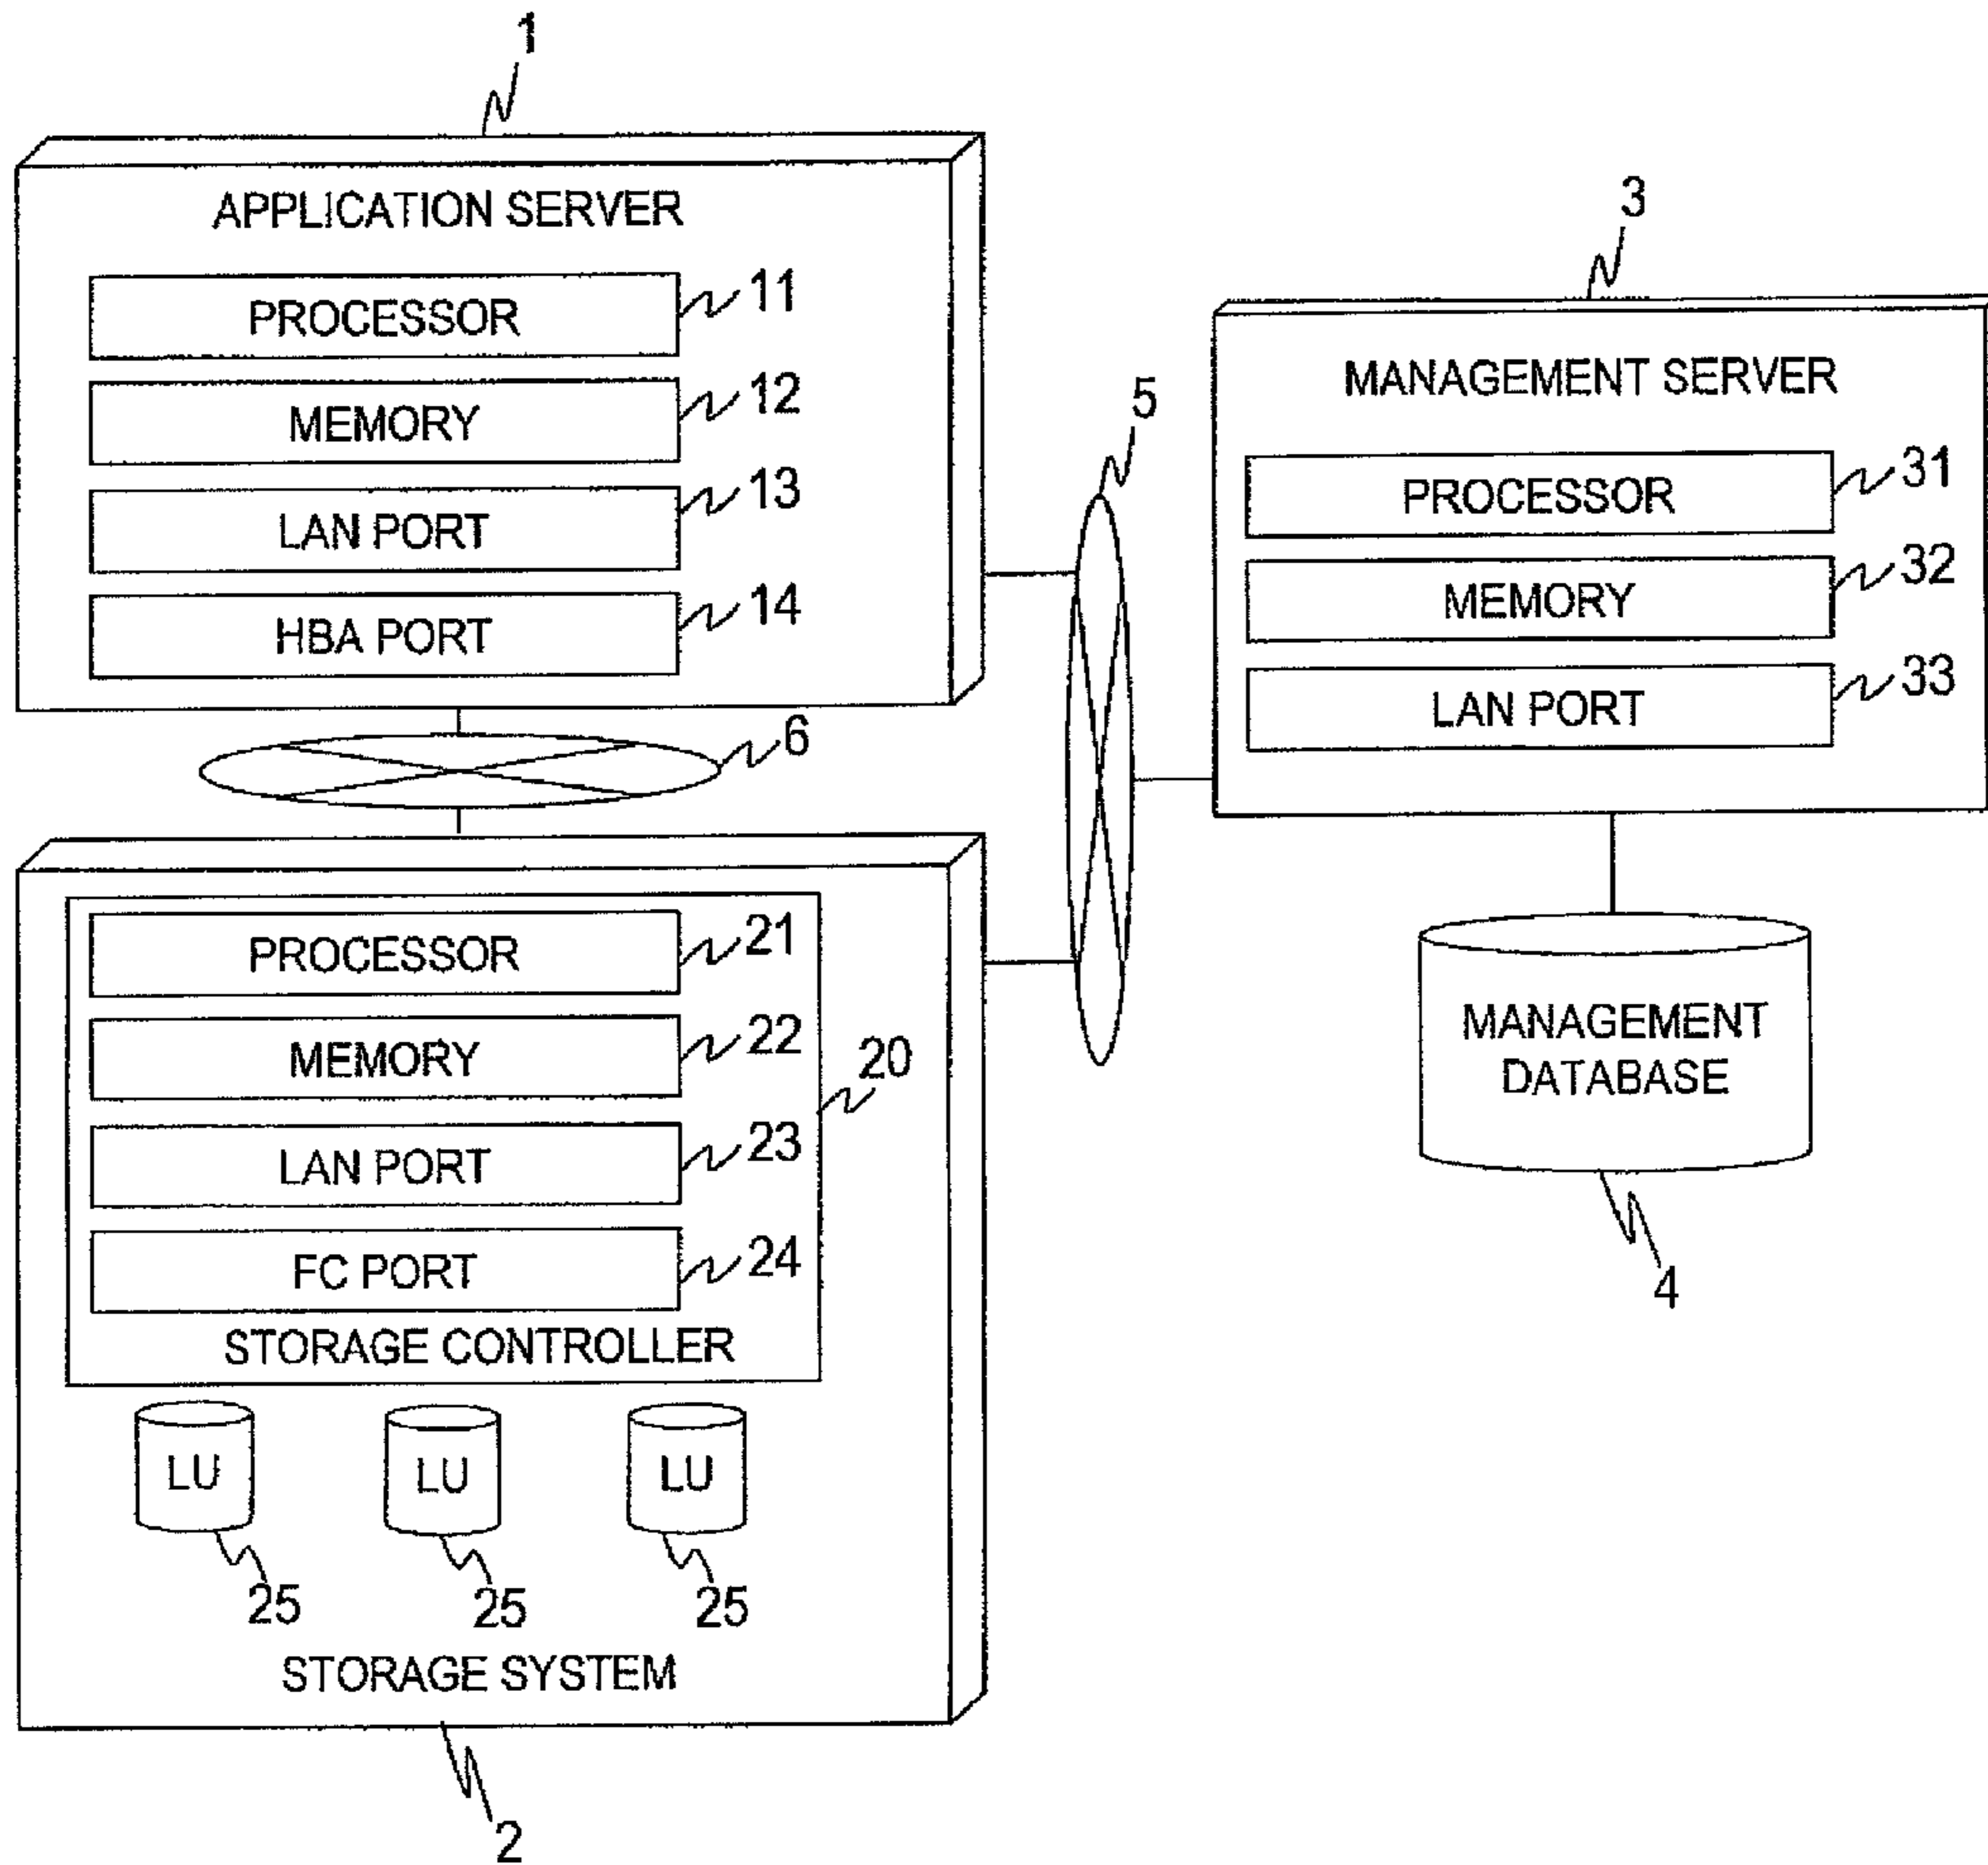 1
APPLICATION SERVER
PROCESSOR 11
MEMORY 12
LAN PORT 13
HBA PORT 14
6
5
3
MANAGEMENT SERVER
PROCESSOR 31
MEMORY 32
LAN PORT 33
MANAGEMENT
DATABASE
4
PROCESSOR 21
MEMORY 22
LAN PORT 23
FC PORT 24
STORAGE CONTROLLER
20
LU LU LU
25 25 25
STORAGE SYSTEM
2